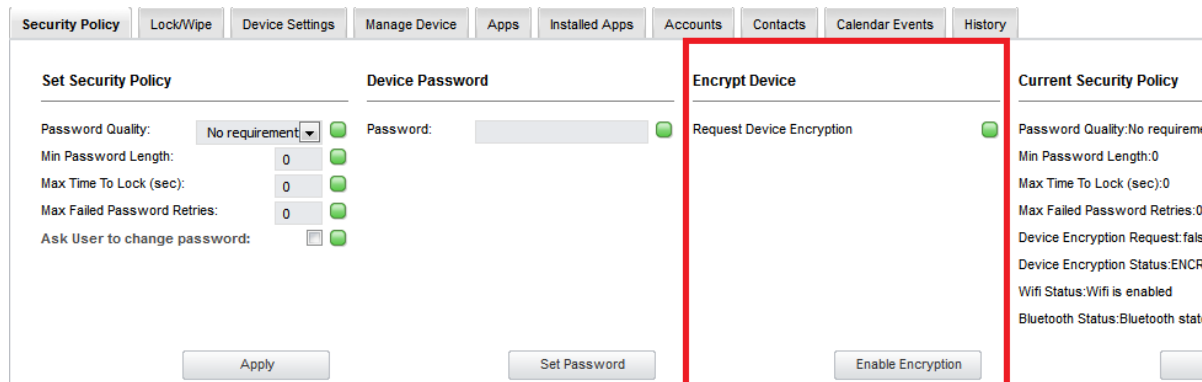 Security Policy Lock/Wipe Device Settings Manage Device Apps Installed Apps Accounts Contacts Calendar Events History
Set Security Policy
Password Quality: No requirement
Min Password Length: 0
Max Time To Lock (sec): 0
Max Failed Password Retries: 0
Ask User to change password:
Apply
Device Password
Password:
Set Password
Encrypt Device
Request Device Encryption
Enable Encryption
Current Security Policy
Password Quality:No requireme
Min Password Length:0
Max Time To Lock (sec):0
Max Failed Password Retries:0
Device Encryption Request:fals
Device Encryption Status:ENCR
Wifi Status:Wifi is enabled
Bluetooth Status:Bluetooth stat